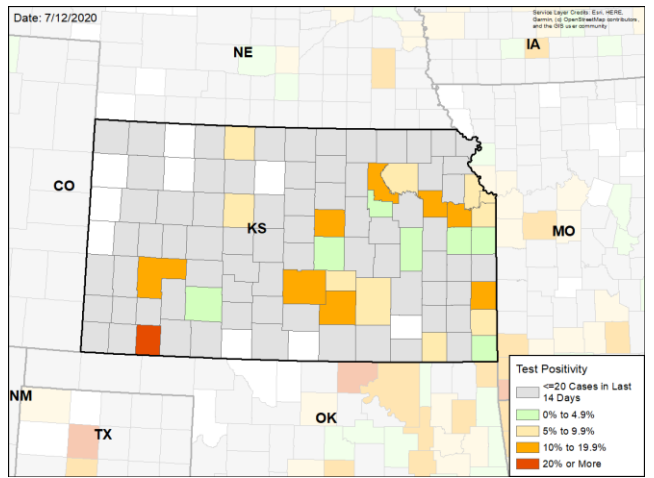 Date: 7/12/2020
Service Layer Credits: Esri, HERE,
Garmin, (c) OpenStreetMap contributors,
and the GIS user community
NE
IA
CO
KS
MO
NM
TX
OK
Test Positivity
<=20 Cases in Last
14 Days
0% to 4.9%
5% to 9.9%
10% to 19.9%
20% or More